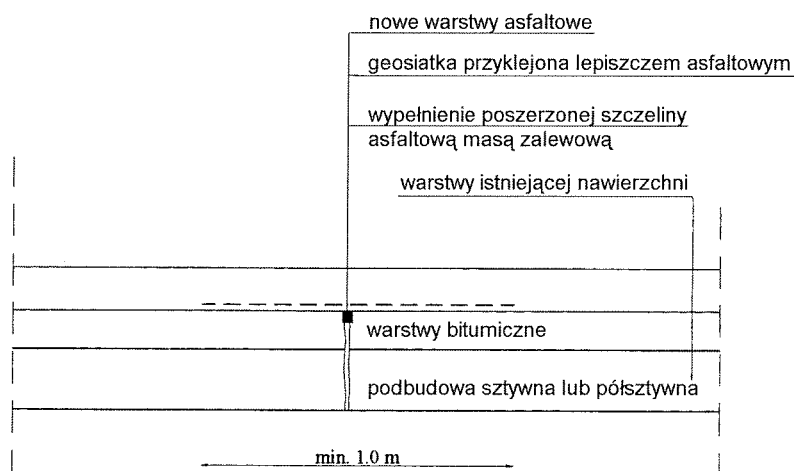 nowe warstwy asfaltowe
geosiatka przyklejona lepiszczem asfaltowym
wypełnienie poszerzonej szczeliny
asfaltową masą zalewową
warstwy istniejącej nawierzchni
warstwy bitumiczne
podbudowa sztywna lub półsztywna
min. 1.0 m